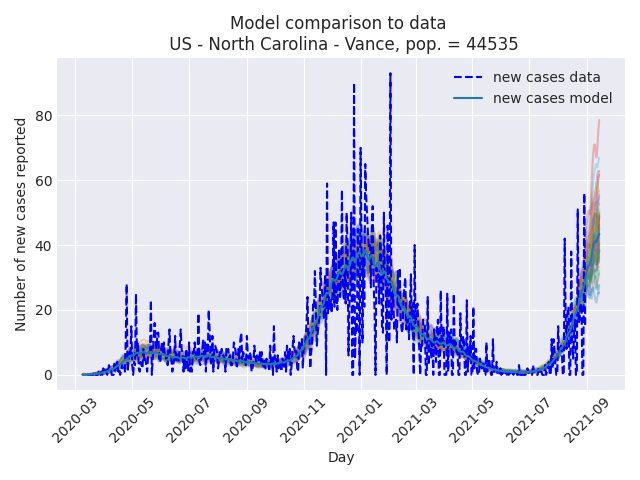 Model comparison to data
US - North Carolina - Vance, pop. = 44535
new cases data
new cases model
Number of new cases reported
80
60
40
20
0
2020-03
2020-05
2020-07
2020-09
2020-11
2021-01
2021-03
2021-05
2021-07
2021-09
Day